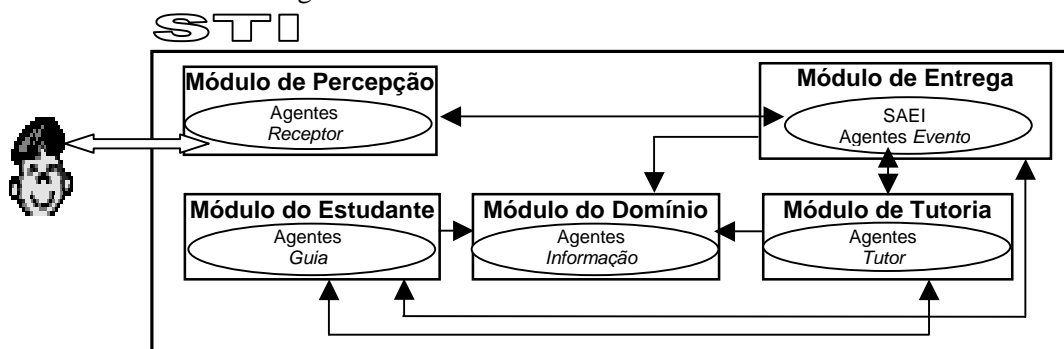 STI
Módulo de Percepção
Agentes
Receptor
Módulo de Entrega
SAEI
Agentes Evento
Módulo do Estudante
Agentes
Guia
Módulo do Domínio
Agentes
Informação
Módulo de Tutoria
Agentes
Tutor